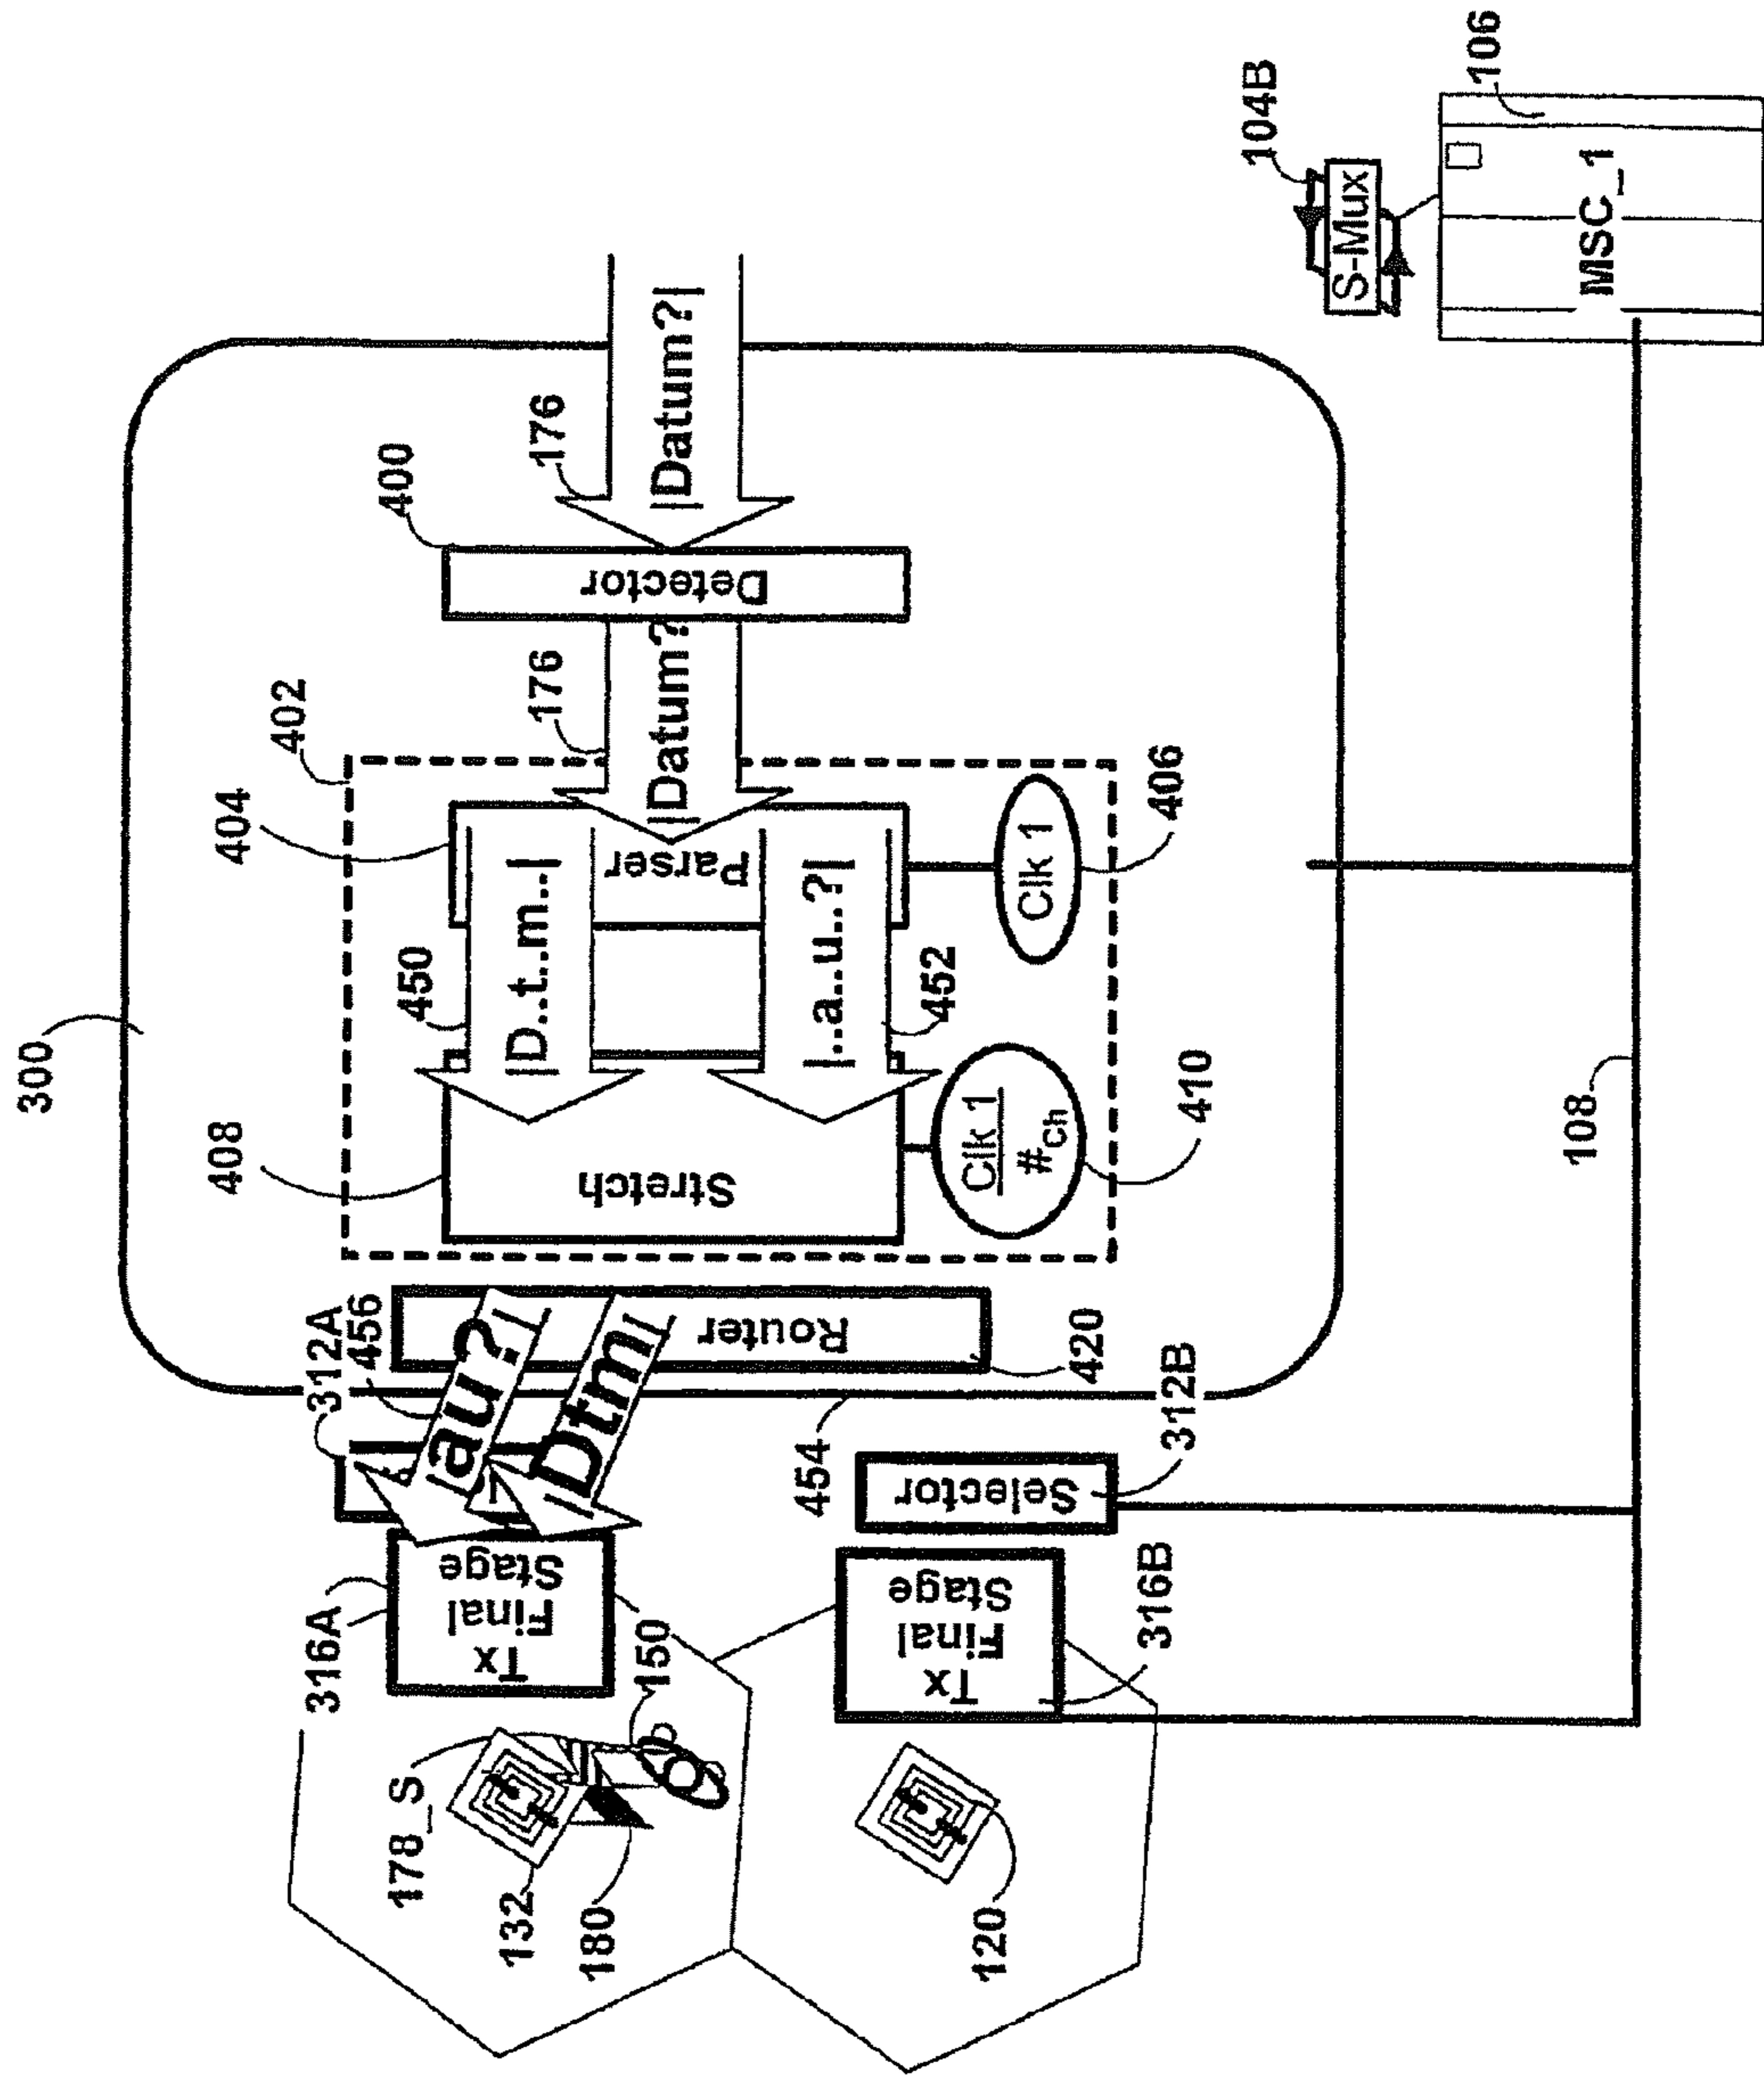 300
402
404
408
400
176
|Datum?|
Detector
176
|Datum?
Parser
450
|D..t..m..|
452
|..a..u..?|
Clk 1
406
Stretch
Clk 1
#Ch
410
Router
420
312A
456
|au?|
|Dtm|
454
Selector
312B
316A
Tx
Final
Stage
Tx
Final
Stage
316B
150
178_S
132
180
120
108
104B
S-Mux
106
MSC_1